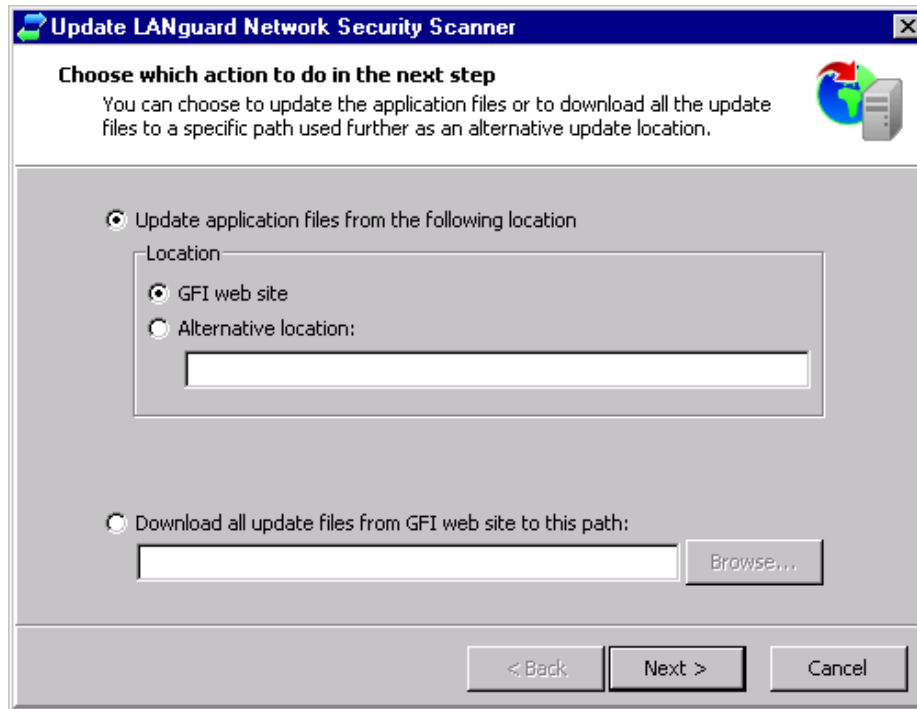 Update LANguard Network Security Scanner
Choose which action to do in the next step
You can choose to update the application files or to download all the update
files to a specific path used further as an alternative update location.
Update application files from the following location
Location
GFI web site
Alternative location:
Download all update files from GFI web site to this path:
Browse...
< Back
Next >
Cancel